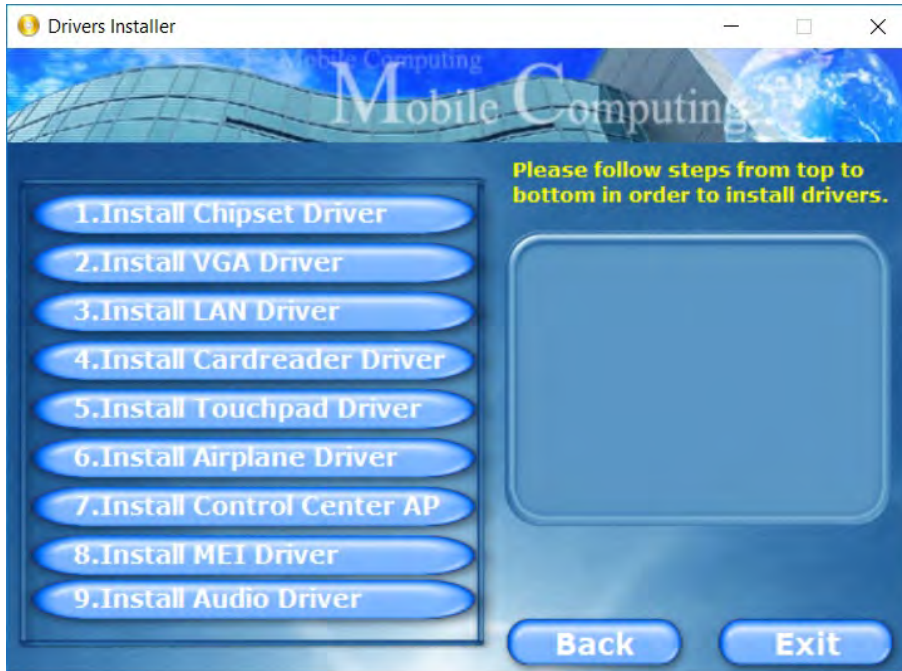 Drivers Installer
Mobile Computing
Mobile Computing
Please follow steps from top to
bottom in order to install drivers.
1.Install Chipset Driver
2.Install VGA Driver
3.Install LAN Driver
4.Install Cardreader Driver
5.Install Touchpad Driver
6.Install Airplane Driver
7.Install Control Center AP
8.Install MEI Driver
9.Install Audio Driver
Back
Exit